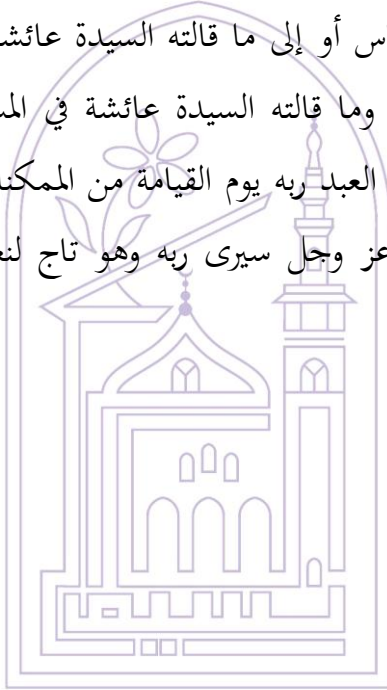 س أو إلى ما قالته السيدة عائشة
وما قالته السيدة عائشة في
العبد ربه يوم القيامة من
عز وجل سيرى ربه وهو تاج